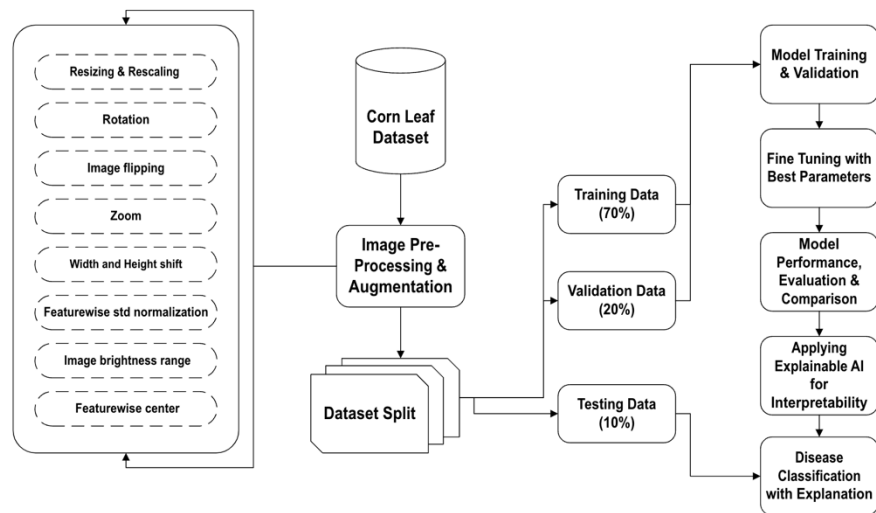 Resizing & Rescaling
Rotation
Image flipping
Zoom
Width and Height shift
Featurewise std normalization
Image brightness range
Featurewise center
Corn Leaf
Dataset
Image Pre-
Processing &
Augmentation
Dataset Split
Training Data
(70%)
Validation Data
(20%)
Testing Data
(10%)
Model Training
& Validation
Fine Tuning with
Best Parameters
Model
Performance,
Evaluation &
Comparison
Applying
Explainable AI
for
Interpretability
Disease
Classification
with Explanation